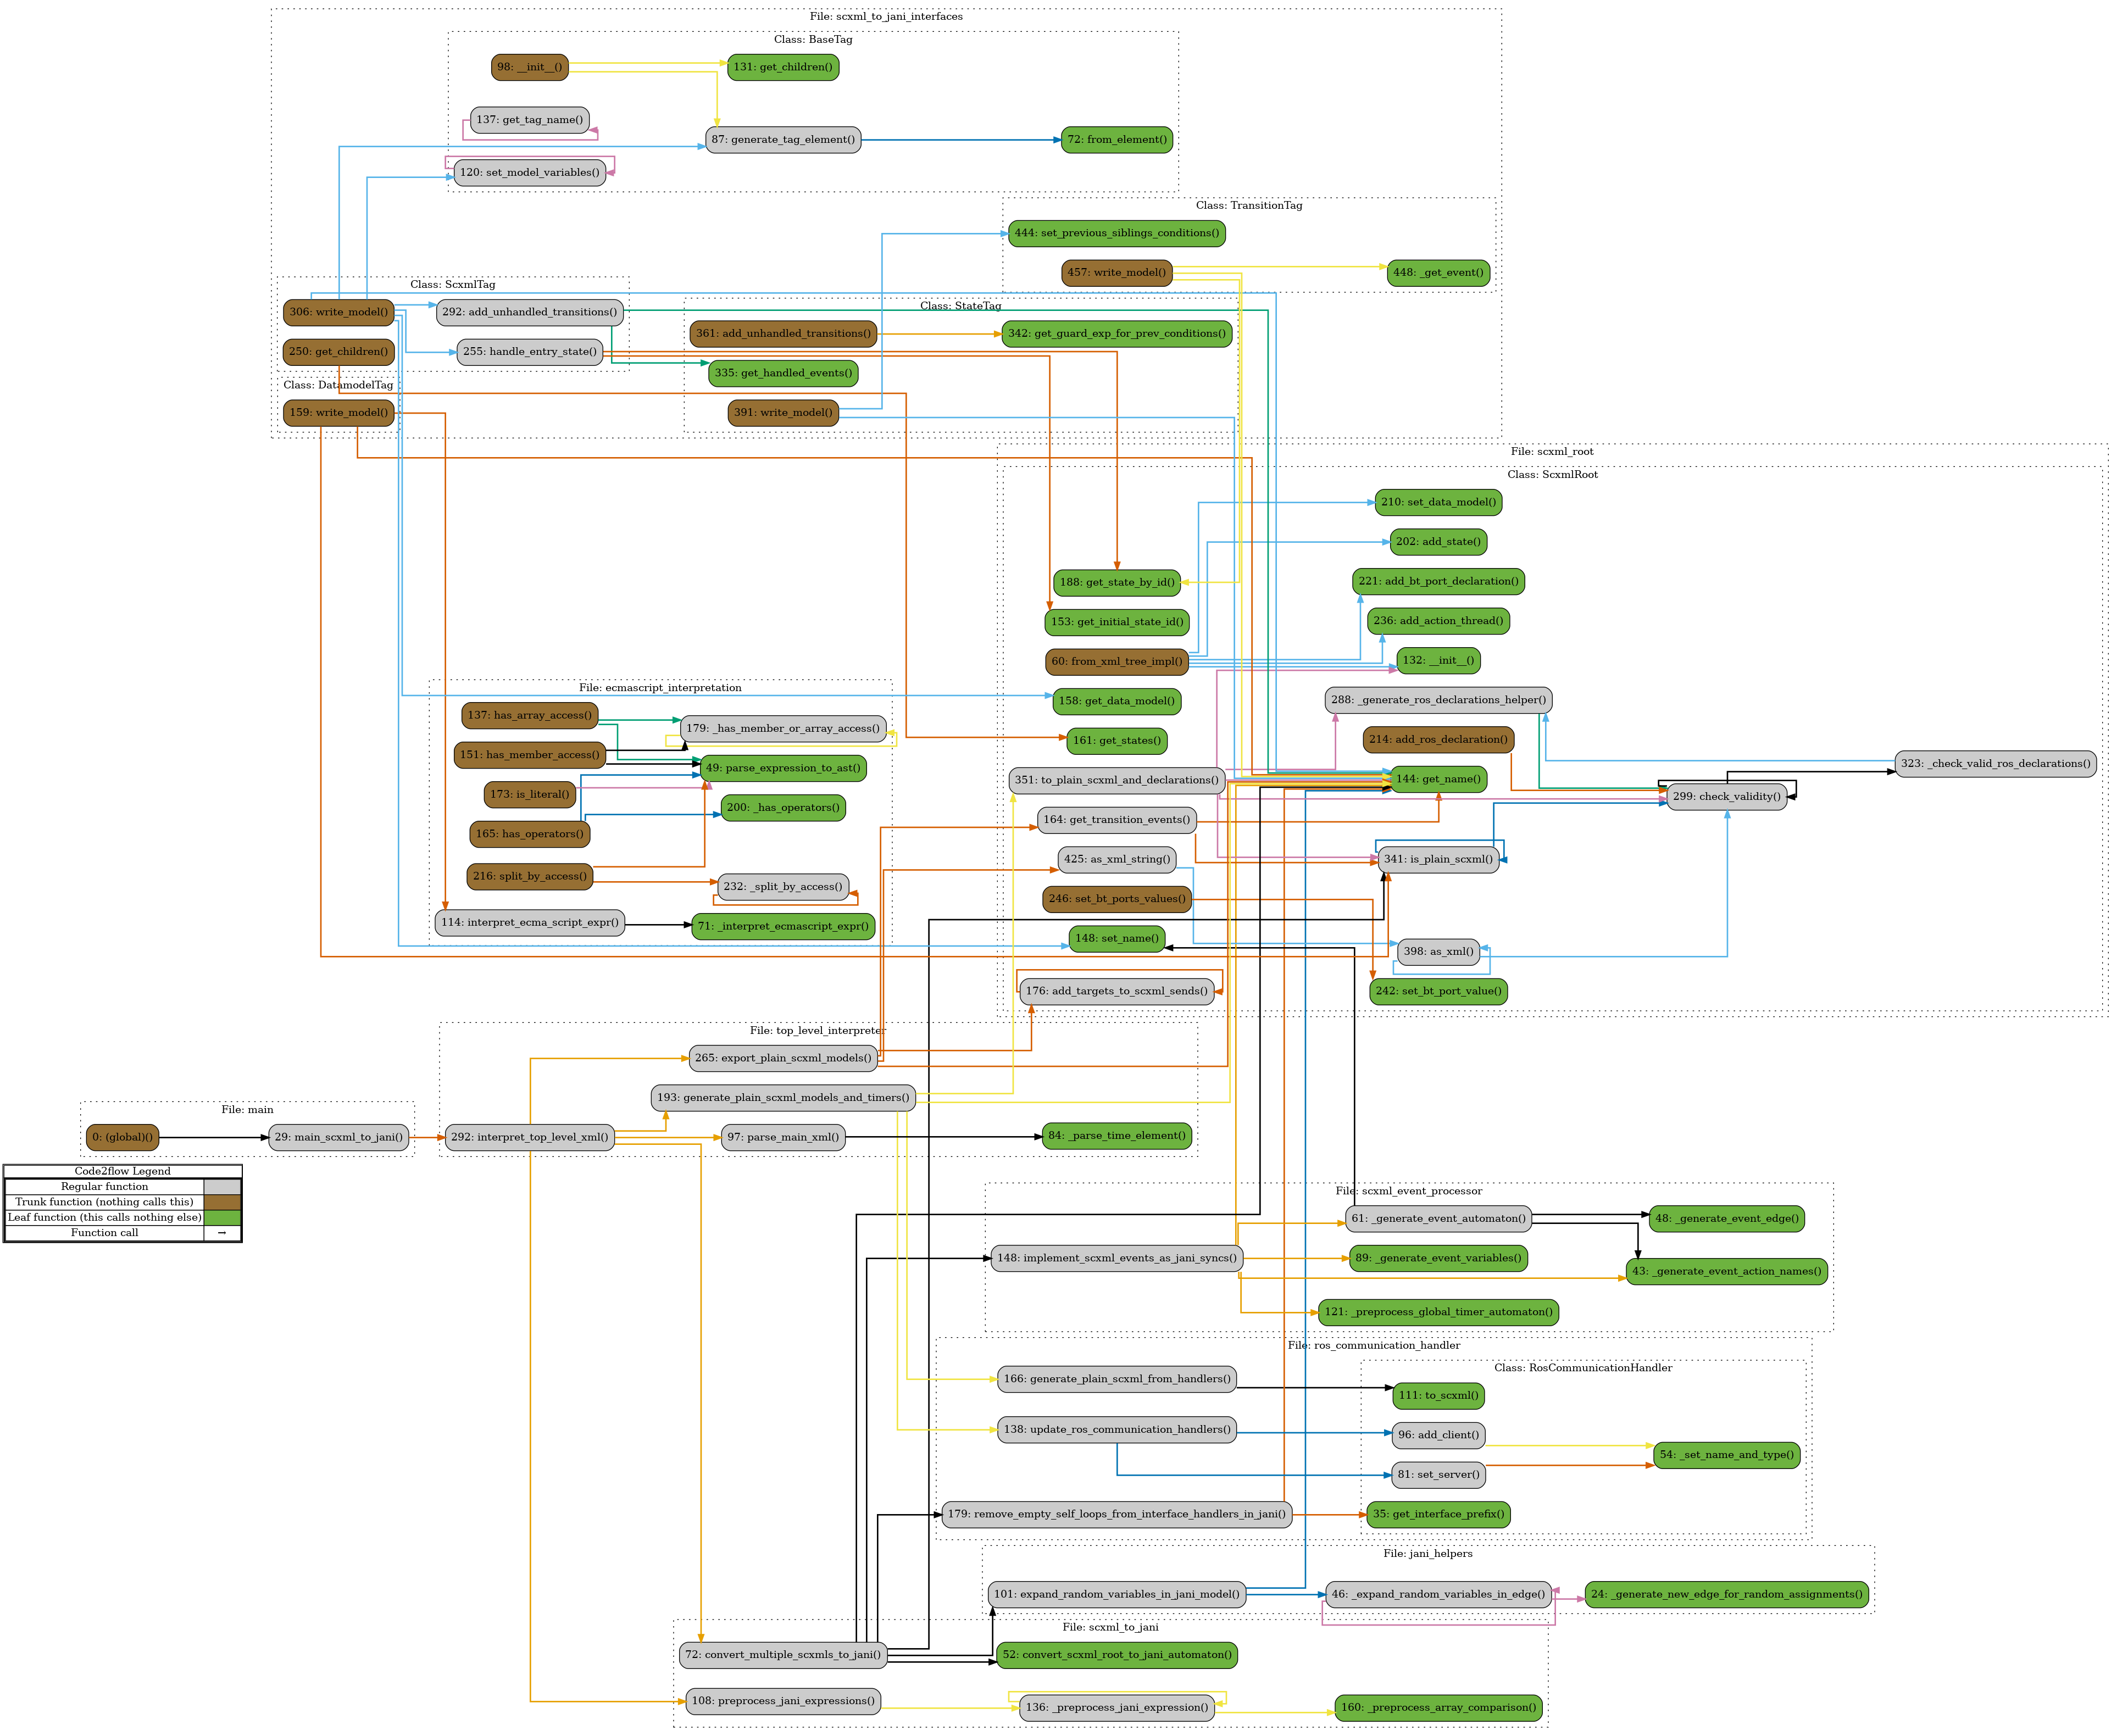 File: scxml_to_jani_interfaces
Class: BaseTag
98: __init__()
131: get_children()
137: get_tag_name()
87: generate_tag_element()
72: from_element()
120: set_model_variables()
Class: TransitionTag
444: set_previous_siblings_conditions()
457: write_model()
448: _get_event()
Class: ScxmlTag
306: write_model()
292: add_unhandled_transitions()
250: get_children()
255: handle_entry_state()
Class: StateTag
361: add_unhandled_transitions()
342: get_guard_exp_for_prev_conditions()
335: get_handled_events()
391: write_model()
Class: DatamodelTag
159: write_model()
File: scxml_root
Class: ScxmlRoot
210: set_data_model()
202: add_state()
188: get_state_by_id()
221: add_bt_port_declaration()
153: get_initial_state_id()
236: add_action_thread()
60: from_xml_tree_impl()
132: __init__()
158: get_data_model()
288: _generate_ros_declarations_helper()
161: get_states()
214: add_ros_declaration()
351: to_plain_scxml_and_declarations()
144: get_name()
323: _check_valid_ros_declarations()
299: check_validity()
164: get_transition_events()
425: as_xml_string()
341: is_plain_scxml()
246: set_bt_ports_values()
148: set_name()
398: as_xml()
176: add_targets_to_scxml_sends()
242: set_bt_port_value()
File: ecmascript_interpretation
137: has_array_access()
179: _has_member_or_array_access()
151: has_member_access()
49: parse_expression_to_ast()
173: is_literal()
200: _has_operators()
165: has_operators()
216: split_by_access()
232: _split_by_access()
114: interpret_ecma_script_expr()
71: _interpret_ecmascript_expr()
File: top_level_interpreter
265: export_plain_scxml_models()
193: generate_plain_scxml_models_and_timers()
292: interpret_top_level_xml()
97: parse_main_xml()
84: _parse_time_element()
File: main
0: (global)()
29: main_scxml_to_jani()
Code2flow Legend
Regular function
Trunk function (nothing calls this)
Leaf function (this calls nothing else)
Function call
→
File: scxml_event_processor
61: _generate_event_automaton()
48: _generate_event_edge()
148: implement_scxml_events_as_jani_syncs()
89: _generate_event_variables()
43: _generate_event_action_names()
121: _preprocess_global_timer_automaton()
File: ros_communication_handler
Class: RosCommunicationHandler
166: generate_plain_scxml_from_handlers()
111: to_scxml()
138: update_ros_communication_handlers()
96: add_client()
54: _set_name_and_type()
81: set_server()
179: remove_empty_self_loops_from_interface_handlers_in_jani()
35: get_interface_prefix()
File: jani_helpers
101: expand_random_variables_in_jani_model()
46: _expand_random_variables_in_edge()
24: _generate_new_edge_for_random_assignments()
File: scxml_to_jani
72: convert_multiple_scxmls_to_jani()
52: convert_scxml_root_to_jani_automaton()
108: preprocess_jani_expressions()
136: _preprocess_jani_expression()
160: _preprocess_array_comparison()